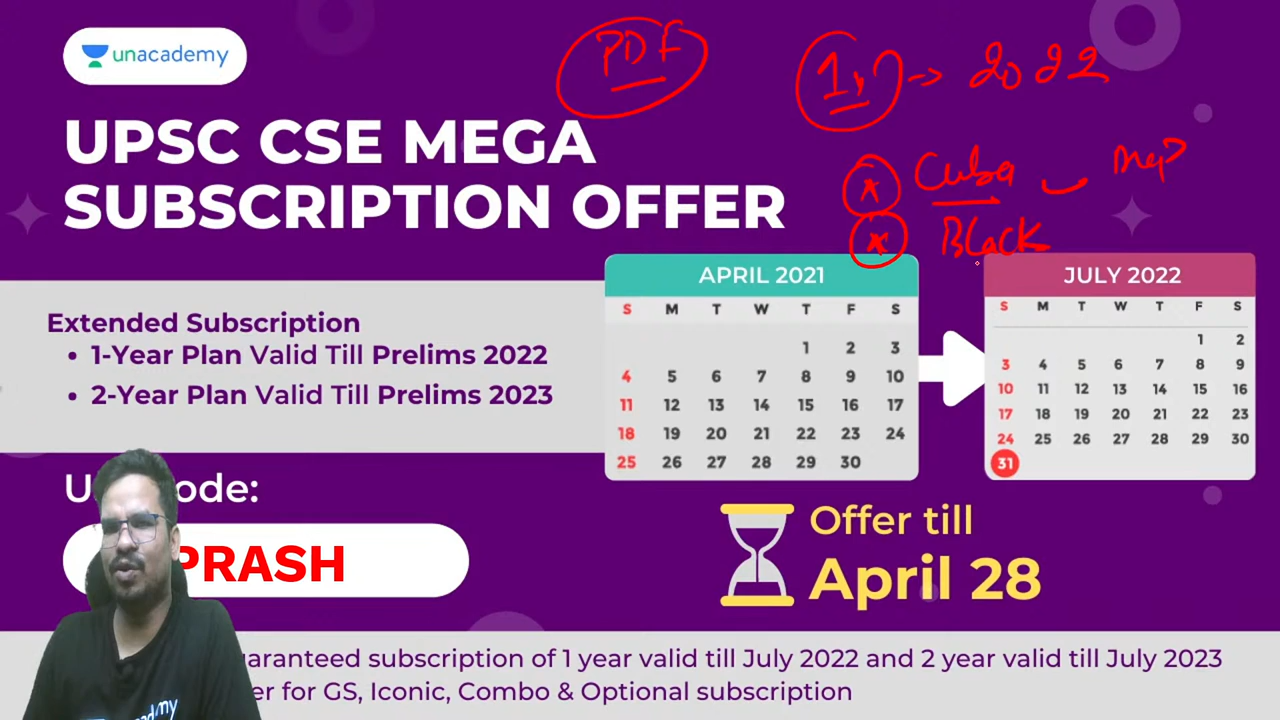 unacademy
PDF
1y → 2022
UPSC CSE MEGA
SUBSCRIPTION OFFER
Cuba
Black
Extended Subscription
• 1-Year Plan Valid Till Prelims 2022
• 2-Year Plan Valid Till Prelims 2023
APRIL 2021
S M T W T F S
1 2 3
4 5 6 7 8 9 10
11 12 13 14 15 16 17
18 19 20 21 22 23 24
25 26 27 28 29 30
JULY 2022
S M T W T F S
1 2
3 4 5 6 7 8 9
10 11 12 13 14 15 16
17 18 19 20 21 22 23
24 25 26 27 28 29 30
31
ode:
PRASH
Offer till
April 28
uaranteed subscription of 1 year valid till July 2022 and 2 year valid till July 2023
er for GS, Iconic, Combo & Optional subscription